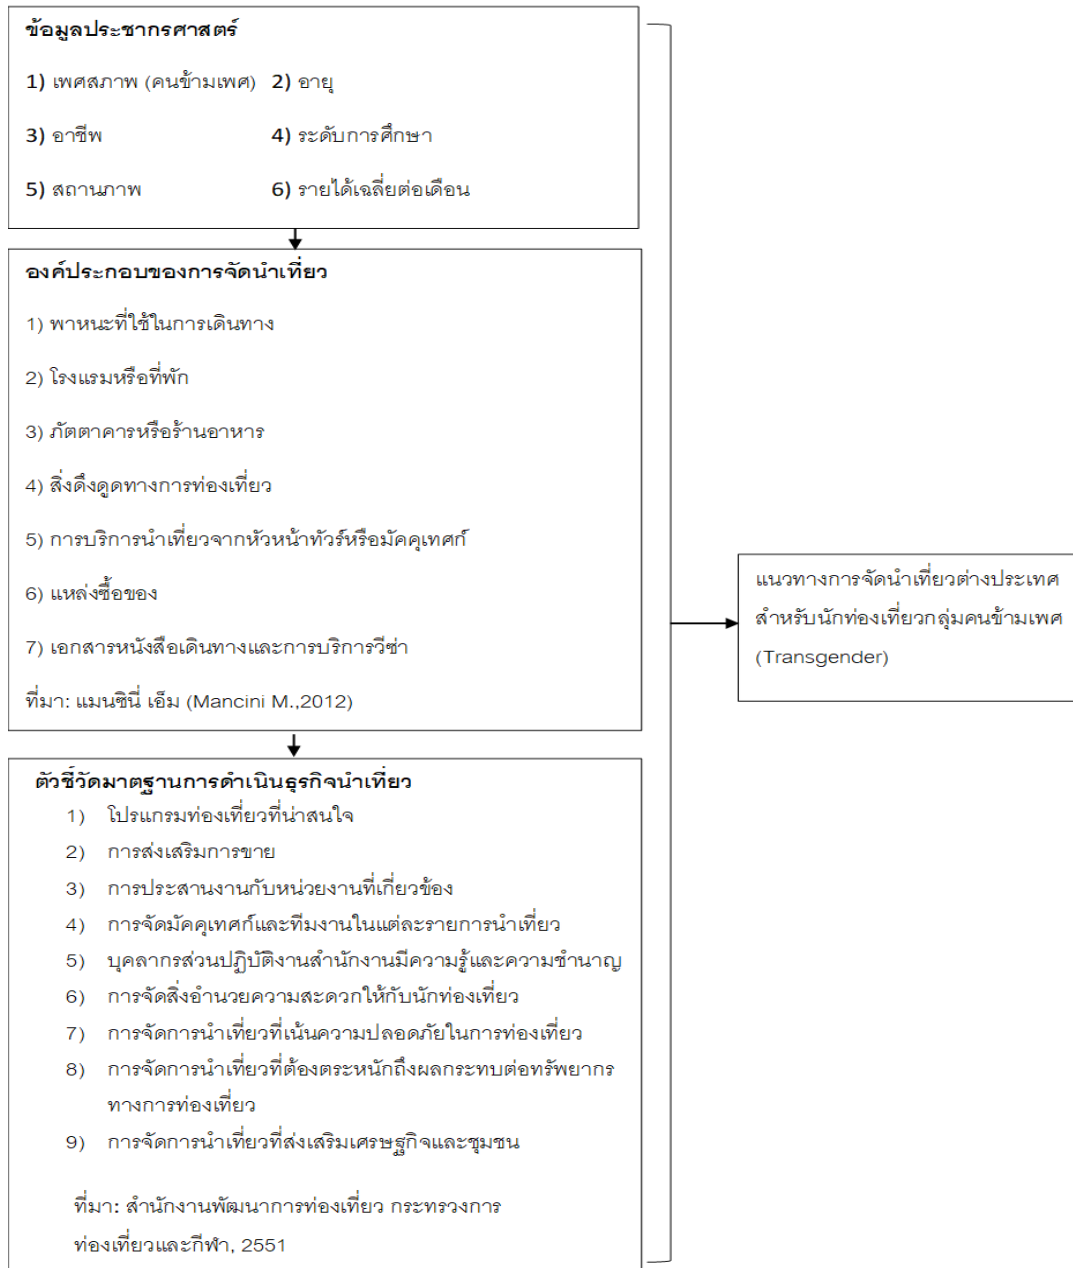 ข้อมูลประชากรศาสตร์
1) เพศสภาพ (คนข้ามเพศ) 2) อายุ
3) อาชีพ 4) ระดับการศึกษา
5) สถานภาพ 6) รายได้เฉลี่ยต่อเดือน
องค์ประกอบของการจัดนำเที่ยว
1) พาหนะที่ใช้ในการเดินทาง
2) โรงแรมหรือที่พัก
3) ภัตตาคารหรือร้านอาหาร
4) สิ่งดึงดูดทางการท่องเที่ยว
5) การบริการนำเที่ยวจากหัวหน้าทัวร์หรือมัคคุเทศก์
6) แหล่งซื้อของ
7) เอกสารหนังสือเดินทางและการบริการวีซ่า
ที่มา: แมนซินี่ เอ็ม (Mancini M.,2012)
ตัวชี้วัดมาตฐานการดำเนินธุรกิจนำเที่ยว
1) โปรแกรมท่องเที่ยวที่น่าสนใจ
2) การส่งเสริมการขาย
3) การประสานงานกับหน่วยงานที่เกี่ยวข้อง
4) การจัดมัคคุเทศก์และทีมงานในแต่ละรายการนำเที่ยว
5) บุคลากรส่วนปฏิบัติงานสำนักงานมีความรู้และความชำนาญ
6) การจัดสิ่งอำนวยความสะดวกให้กับนักท่องเที่ยว
7) การจัดการนำเที่ยวที่เน้นความปลอดภัยในการท่องเที่ยว
8) การจัดการนำเที่ยวที่ต้องตระหนักถึงผลกระทบต่อทรัพยากร
ทางการท่องเที่ยว
9) การจัดการนำเที่ยวที่ส่งเสริมเศรษฐกิจและชุมชน
ที่มา: สำนักงานพัฒนาการท่องเที่ยว กระทรวงการ
ท่องเที่ยวและกีฬา, 2551
แนวทางการจัดนำเที่ยวต่างประเทศ
สำหรับนักท่องเที่ยวกลุ่มคนข้ามเพศ
(Transgender)